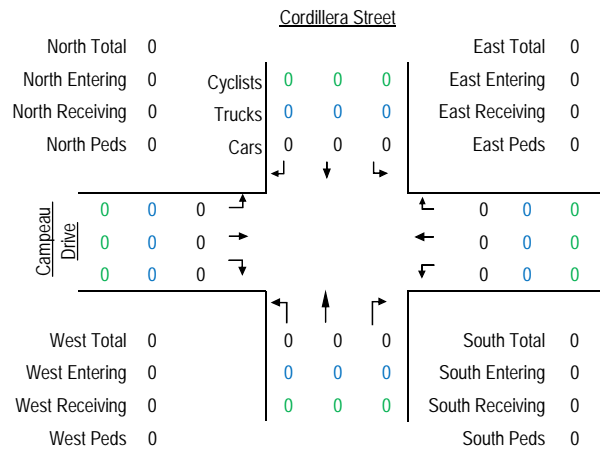 Cordillera Street
North Total 0 East Total 0
North Entering 0 Cyclists 0 0 0 East Entering 0
North Receiving 0 Trucks 0 0 0 East Receiving 0
North Peds 0 Cars 0 0 0 East Peds 0
Campeau
Drive
0 0 0 0 0 0
0 0 0 0 0 0
0 0 0 0 0 0
West Total 0 0 0 0 South Total 0
West Entering 0 0 0 0 South Entering 0
West Receiving 0 0 0 0 South Receiving 0
West Peds 0 South Peds 0